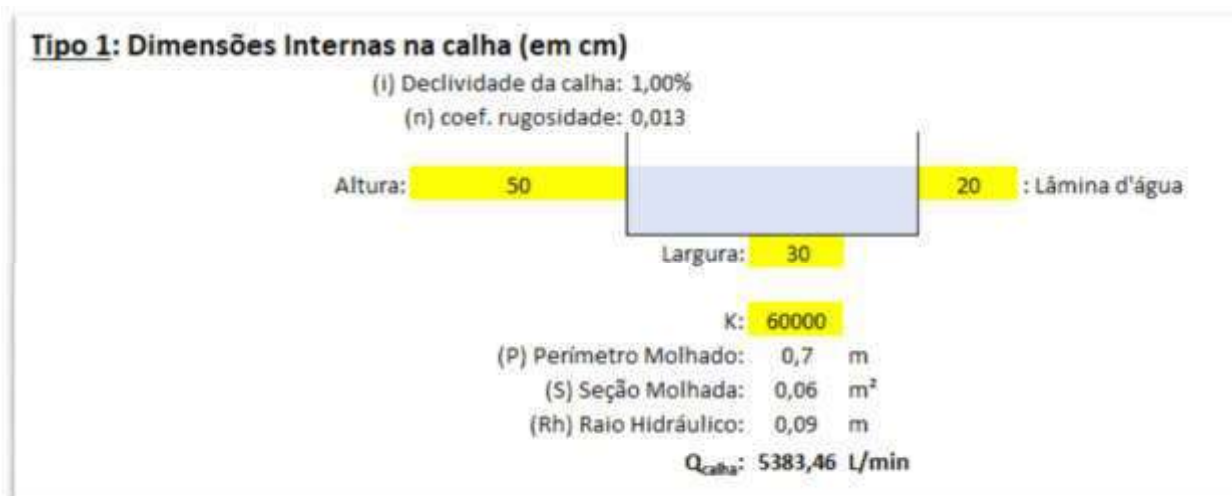 Tipo 1: Dimensões Internas na calha (em cm)
(i) Declividade da calha: 1,00%
(n) coef. rugosidade: 0,013
Altura: 50 20 : Lâmina d'água
Largura: 30
K: 60000
(P) Perímetro Molhado: 0,7 m
(S) Seção Molhada: 0,06 m²
(Rh) Raio Hidráulico: 0,09 m
Qcalha: 5383,46 L/min